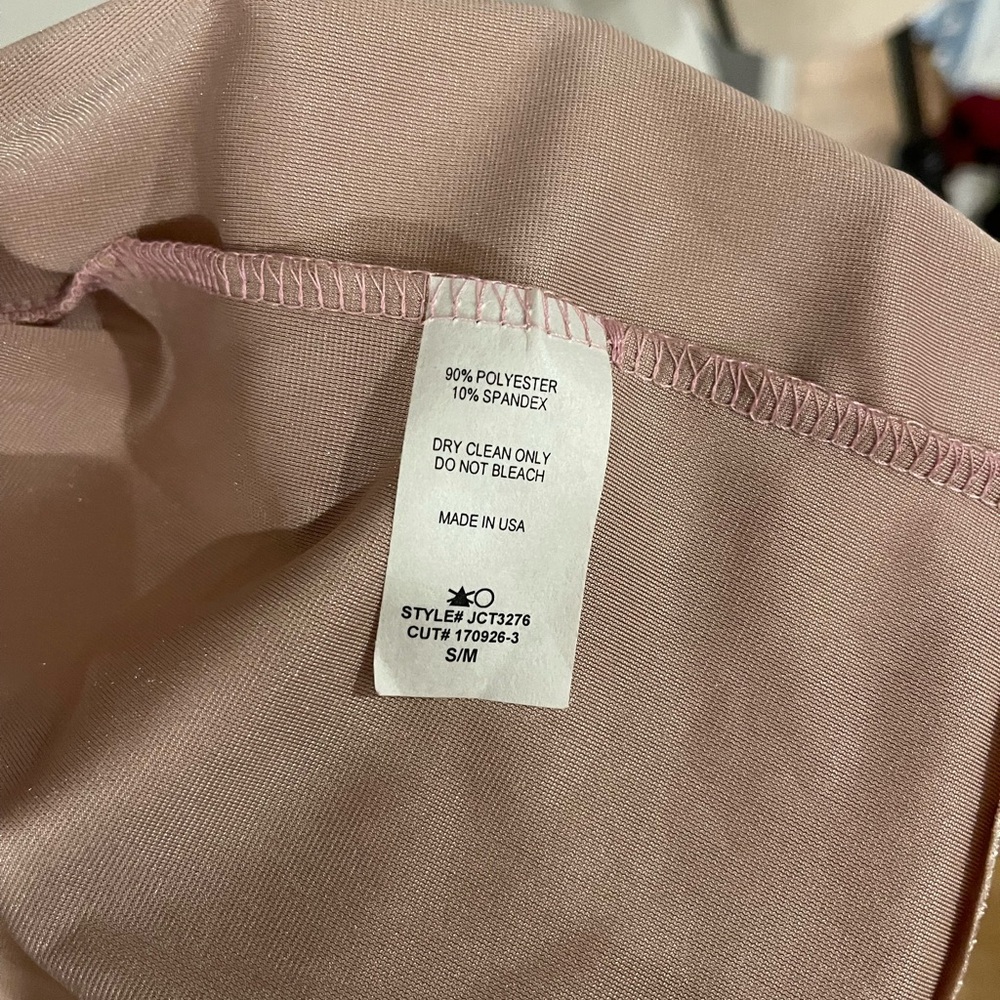 90% POLYESTER
10% SPANDEX
DRY CLEAN ONLY
DO NOT BLEACH
MADE IN USA
STYLE# JCT3276
CUT# 170926-3
S/M